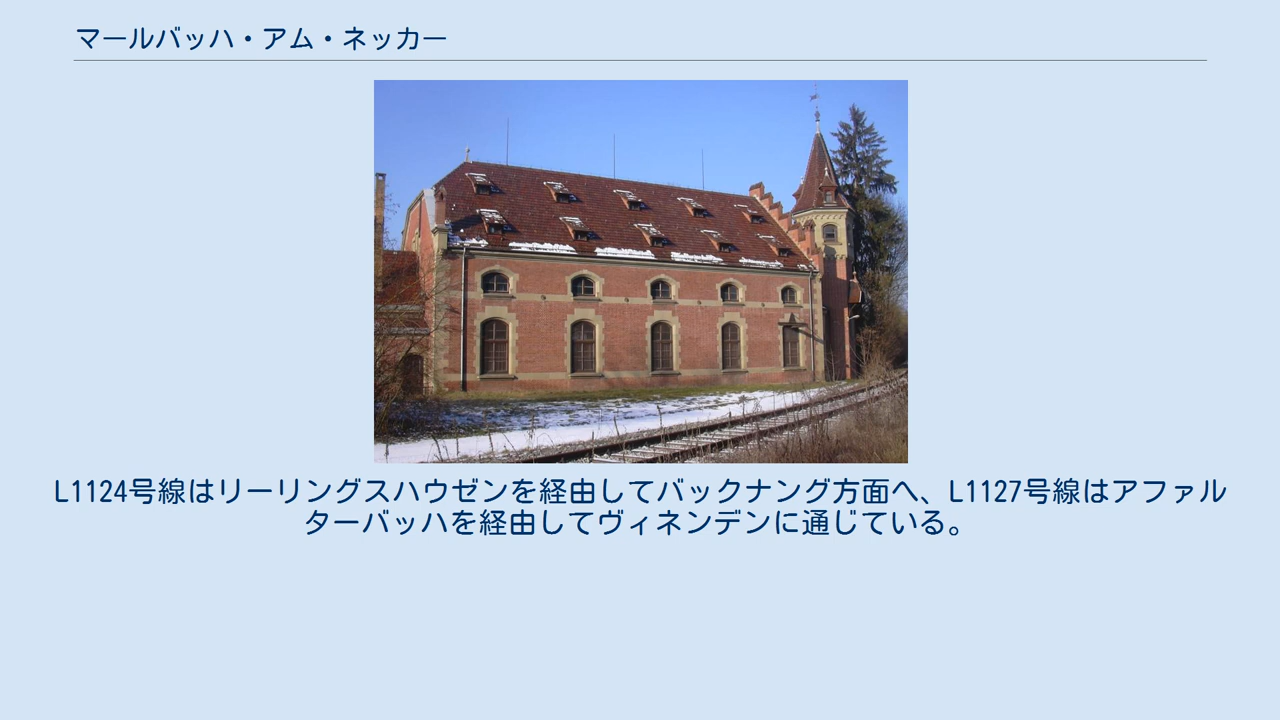 マールバッハ・アム・ネッカー
L1124号線はリーリングスハウゼンを経由してバックナング方面へ、L1127号線はアファル
ターバッハを経由してヴィネンデンに通じている。